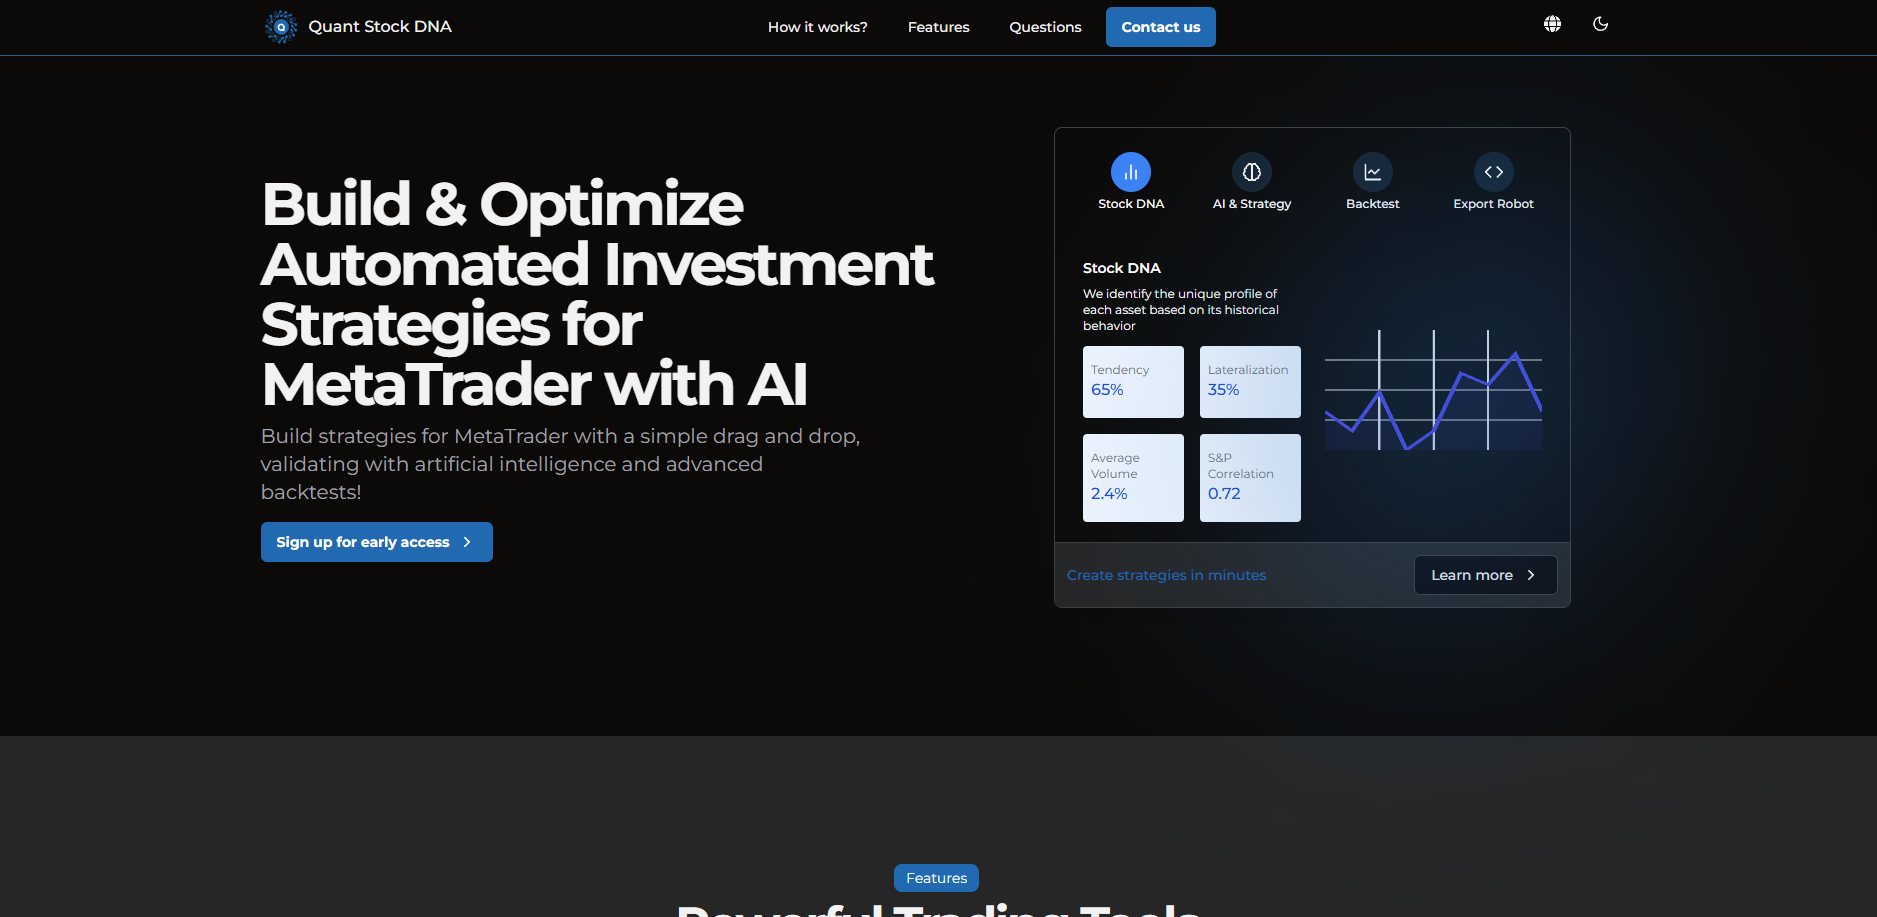 Quant Stock DNA
How it works?
Features
Questions
Contact us
Build & Optimize
Automated Investment
Strategies for
MetaTrader with AI
Build strategies for MetaTrader with a simple drag and drop,
validating with artificial intelligence and advanced
backtests!
Sign up for early access
Stock DNA
AI & Strategy
Backtest
Export Robot
Stock DNA
We identify the unique profile of
each asset based on its historical
behavior
Tendency
65%
Lateralization
35%
Average
Volume
2.4%
S&P
Correlation
0.72
Create strategies in minutes
Learn more
Features
Powerful Trading Tools